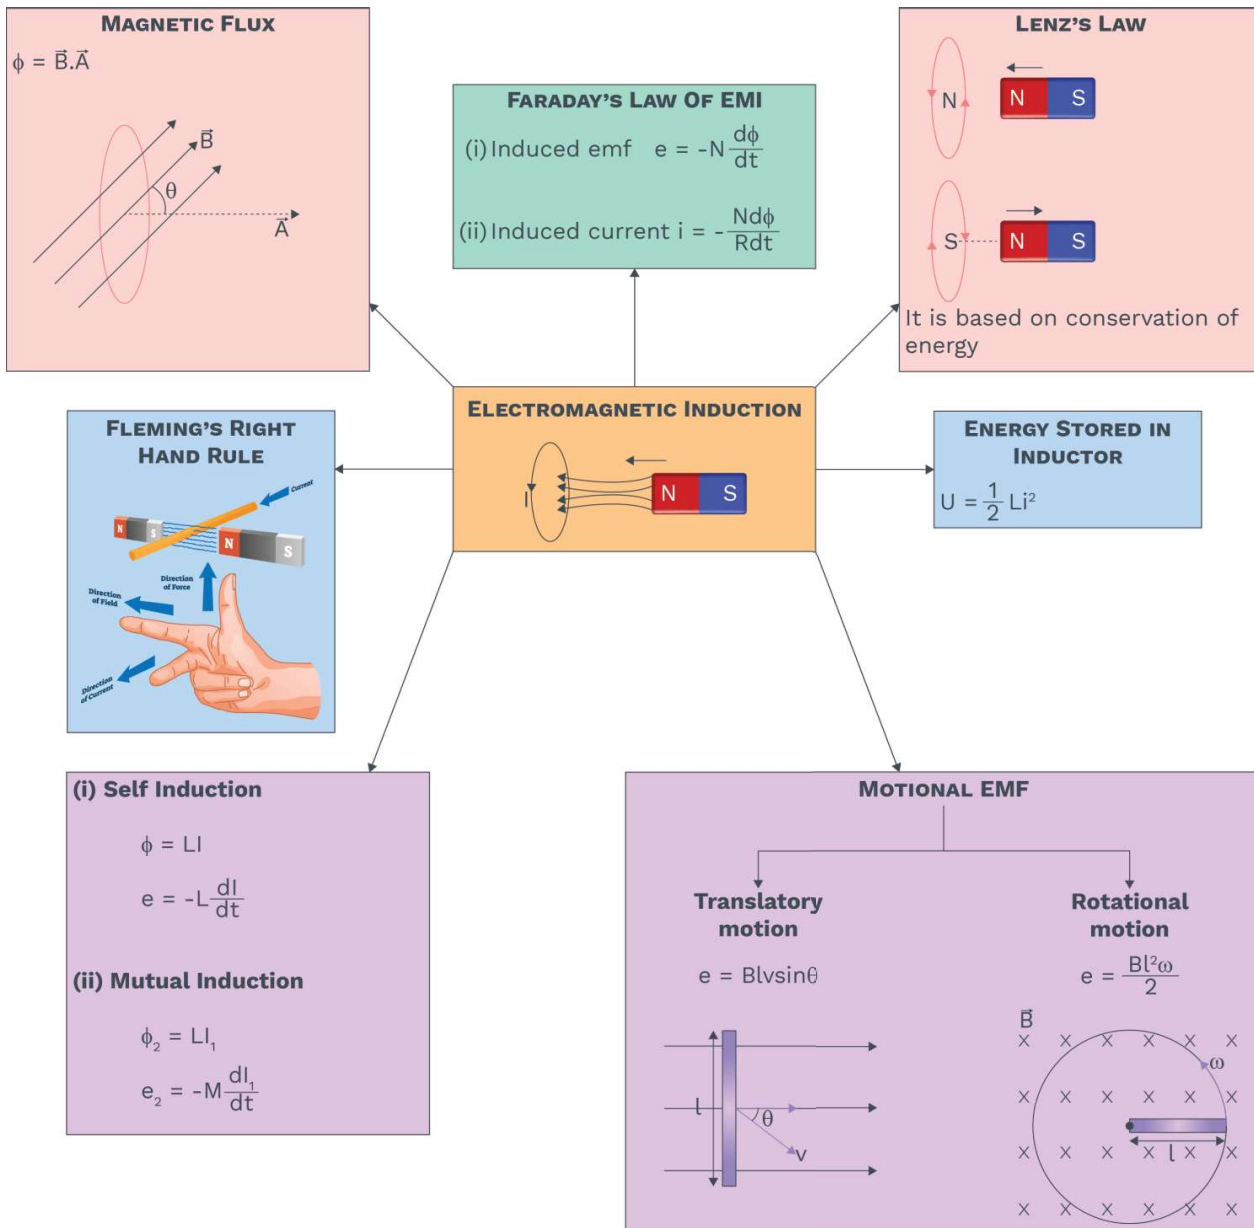 MAGNETIC FLUX
ϕ = B⃗.A⃗
B⃗
θ
A⃗
FARADAY'S LAW OF EMI
(i) Induced emf e = -N dϕ/dt
(ii) Induced current i = - Ndϕ/Rdt
LENZ'S LAW
N
N S
S
N S
It is based on conservation of
energy
FLEMING'S RIGHT
HAND RULE
Current
N S
N S
Direction
of Force
Direction
of Field
Direction
of Current
ELECTROMAGNETIC INDUCTION
I
N S
ENERGY STORED IN
INDUCTOR
U = 1/2 Li²
(i) Self Induction
ϕ = LI
e = -L dI/dt
(ii) Mutual Induction
ϕ₂ = LI₁
e₂ = -M dI₁/dt
MOTIONAL EMF
Translatory
motion
e = Blvsinθ
l
θ
v
Rotational
motion
e = Bl²ω/2
B⃗
X X X X X X
ω
X X X X X X
l
X X X X X X
X X X X X X